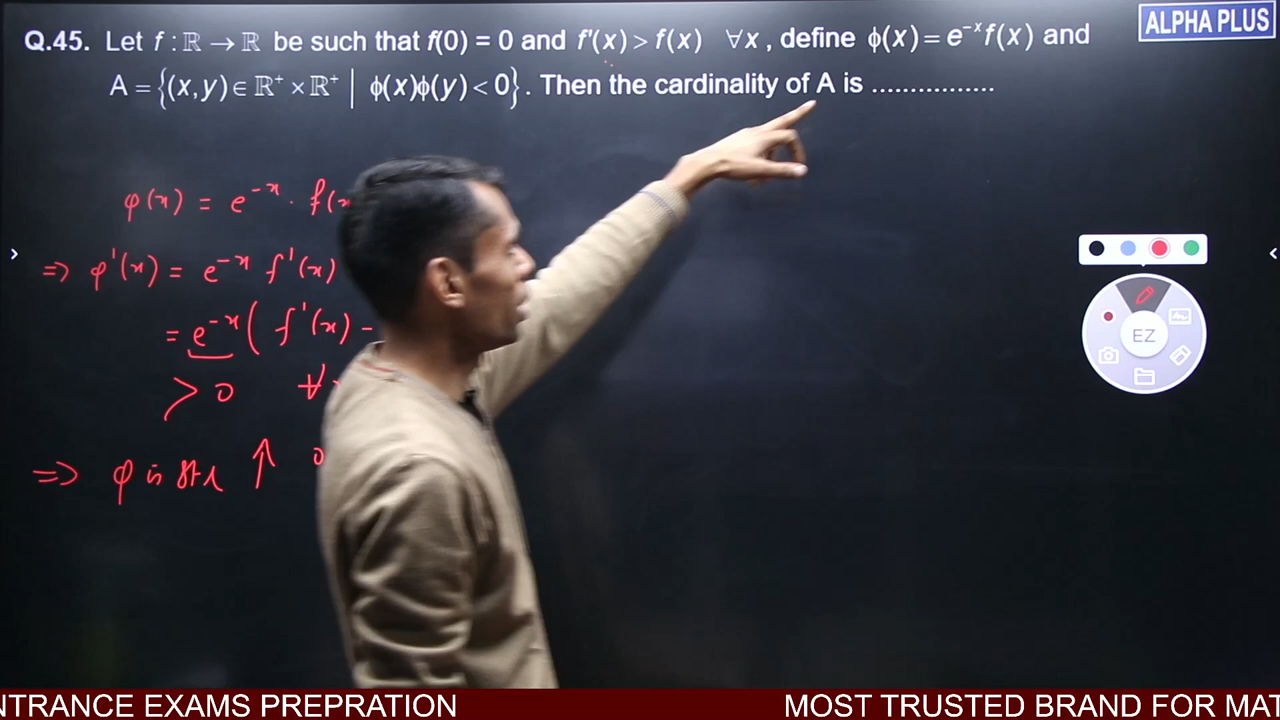 ALPHA PLUS
Q.45. Let f : ℝ → ℝ be such that f(0) = 0 and f'(x) > f(x) ∀x , define ϕ(x) = e⁻ˣf(x) and
A = {(x,y) ∈ ℝ⁺ × ℝ⁺ | ϕ(x)ϕ(y) < 0}. Then the cardinality of A is ................
φ(x) = e⁻ˣ · f(x
⇒ φ'(x) = e⁻ˣ f'(x)
= e⁻ˣ ( f'(x) -
> 0 ∀
⇒ φ is str ↑ o
EZ
NTRANCE EXAMS PREPRATION MOST TRUSTED BRAND FOR MAT